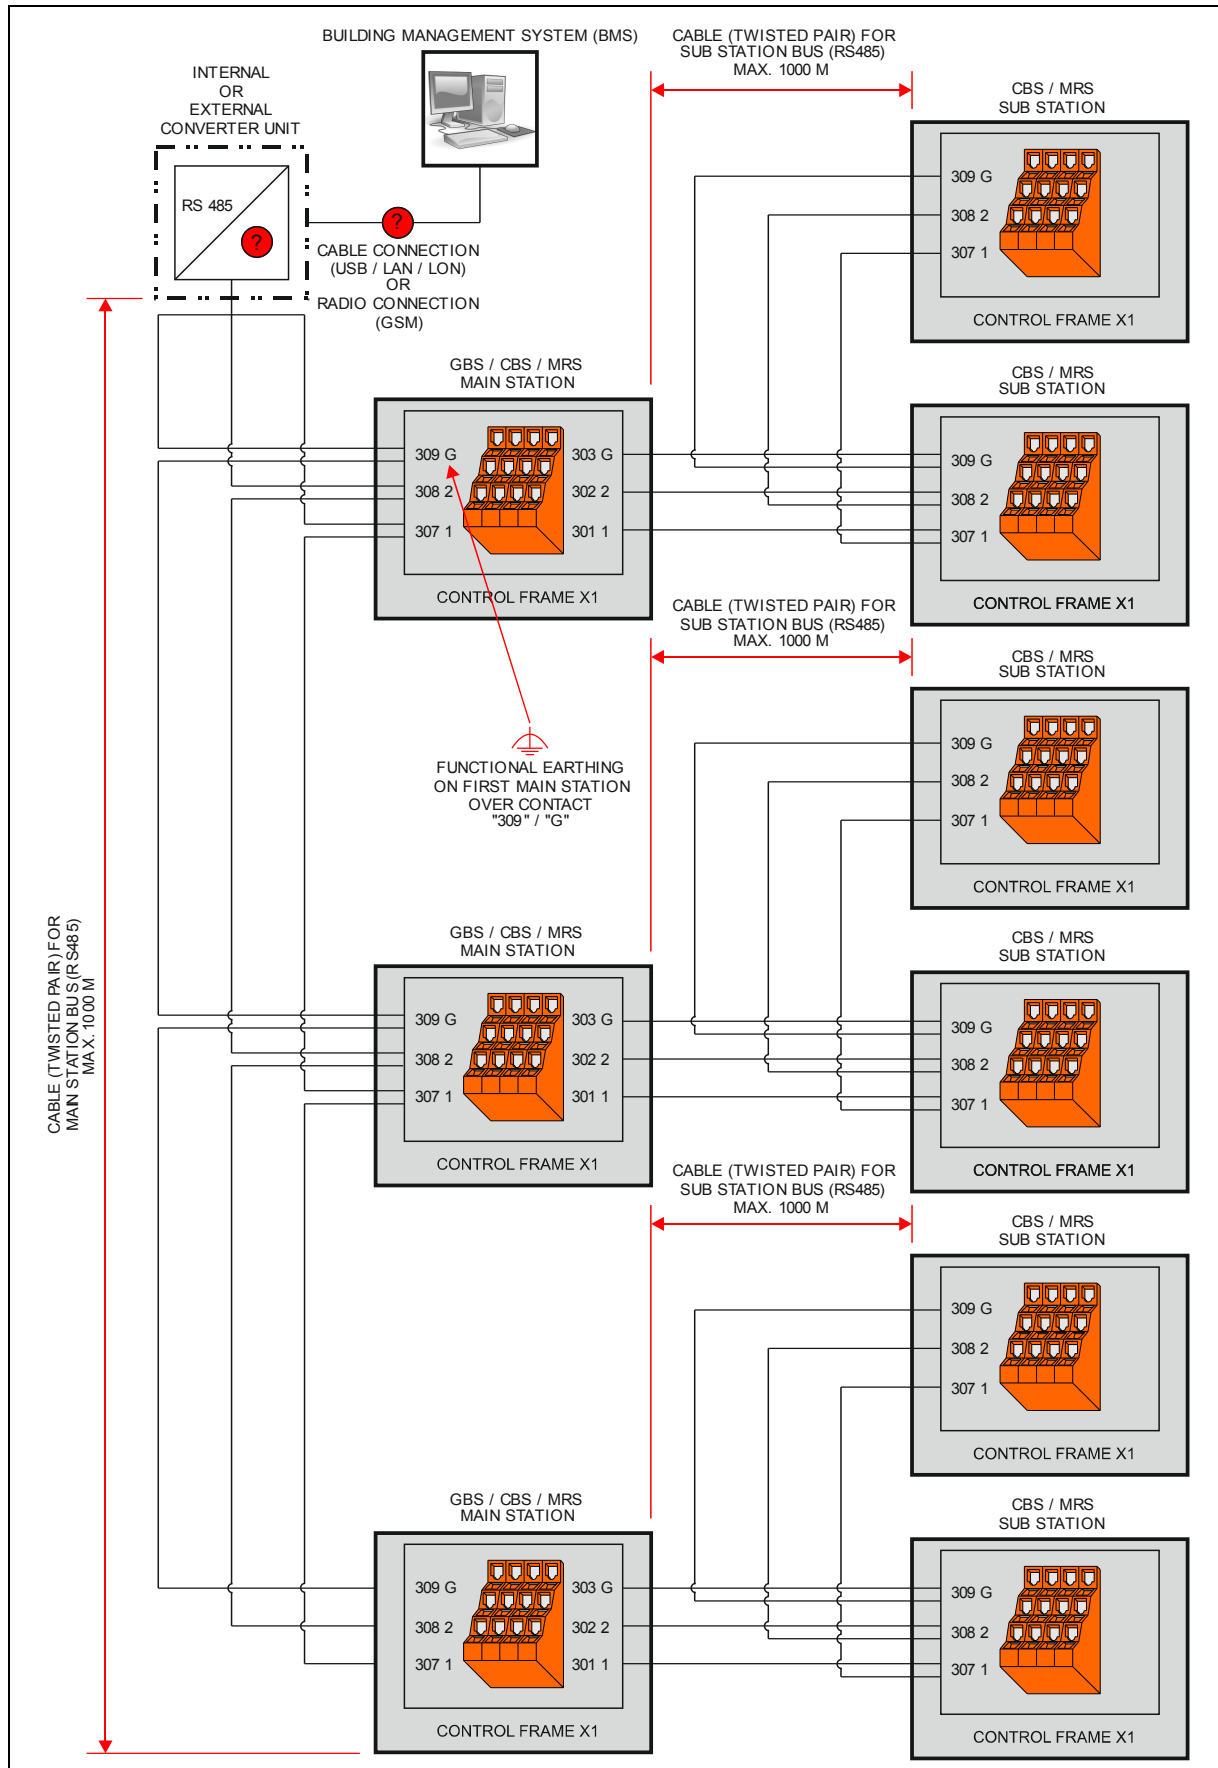 BUILDING MANAGEMENT SYSTEM (BMS)
CABLE (TWISTED PAIR) FOR
SUB STATION BUS (RS485)
MAX. 1000 M
INTERNAL
OR
EXTERNAL
CONVERTER UNIT
RS 485
?
?
CABLE CONNECTION
(USB / LAN / LON)
OR
RADIO CONNECTION
(GSM)
CBS / MRS
SUB STATION
309 G
308 2
307 1
CONTROL FRAME X1
GBS / CBS / MRS
MAIN STATION
309 G
308 2
307 1
303 G
302 2
301 1
CONTROL FRAME X1
CBS / MRS
SUB STATION
309 G
308 2
307 1
CONTROL FRAME X1
CABLE (TWISTED PAIR) FOR
SUB STATION BUS (RS485)
MAX. 1000 M
FUNCTIONAL EARTHING
ON FIRST MAIN STATION
OVER CONTACT
"309" / "G"
CBS / MRS
SUB STATION
309 G
308 2
307 1
CONTROL FRAME X1
CABLE (TWISTED PAIR) FOR
MAIN STATION BUS (RS485)
MAX. 1000 M
GBS / CBS / MRS
MAIN STATION
309 G
308 2
307 1
303 G
302 2
301 1
CONTROL FRAME X1
CBS / MRS
SUB STATION
309 G
308 2
307 1
CONTROL FRAME X1
CABLE (TWISTED PAIR) FOR
SUB STATION BUS (RS485)
MAX. 1000 M
CBS / MRS
SUB STATION
309 G
308 2
307 1
CONTROL FRAME X1
GBS / CBS / MRS
MAIN STATION
309 G
308 2
307 1
303 G
302 2
301 1
CONTROL FRAME X1
CBS / MRS
SUB STATION
309 G
308 2
307 1
CONTROL FRAME X1